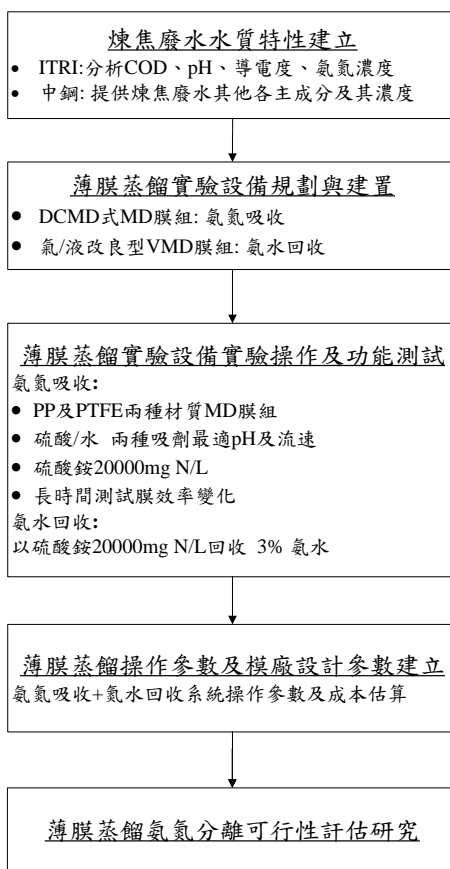 煉焦廢水水質特性建立
• ITRI:分析COD、pH、導電度、氨氮濃度
• 中鋼: 提供煉焦廢水其他各主成分及其濃度
薄膜蒸餾實驗設備規劃與建置
• DCMD式MD膜組: 氨氮吸收
• 氣/液改良型VMD膜組: 氨水回收
薄膜蒸餾實驗設備實驗操作及功能測試
氨氮吸收:
• PP及PTFE兩種材質MD膜組
• 硫酸/水 兩種吸劑最適pH及流速
• 硫酸銨20000mg N/L
• 長時間測試膜效率變化
氨水回收:
以硫酸銨20000mg N/L回收 3% 氨水
薄膜蒸餾操作參數及模廠設計參數建立
氨氮吸收+氨水回收系統操作參數及成本估算
薄膜蒸餾氨氮分離可行性評估研究